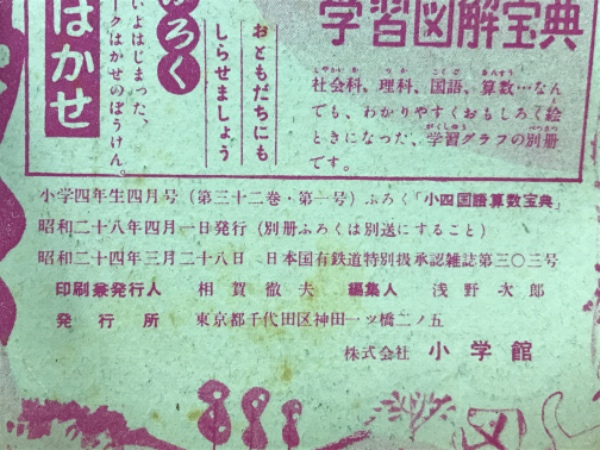 学習図解宝典
社会科、理科、国語、算数…なん
でも、わかりやすくおもしろく絵
ときになった、学習グラフの別冊
です。
おともだちにも
しらせましょう
ろく
いよはじまった、
ークはかせのぼうけん。
はかせ
小学四年生四月号(第三十二巻・第一号)ふろく「小四国語算数宝典」
昭和二十八年四月一日発行(別冊ふろくは別送にすること)
昭和二十四年三月二十八日 日本国有鉄道特別扱承認雑誌第三〇三号
印刷兼発行人 相賀徹夫 編集人 浅野次郎
発行所 東京都千代田区神田一ッ橋二ノ五
株式会社 小学館